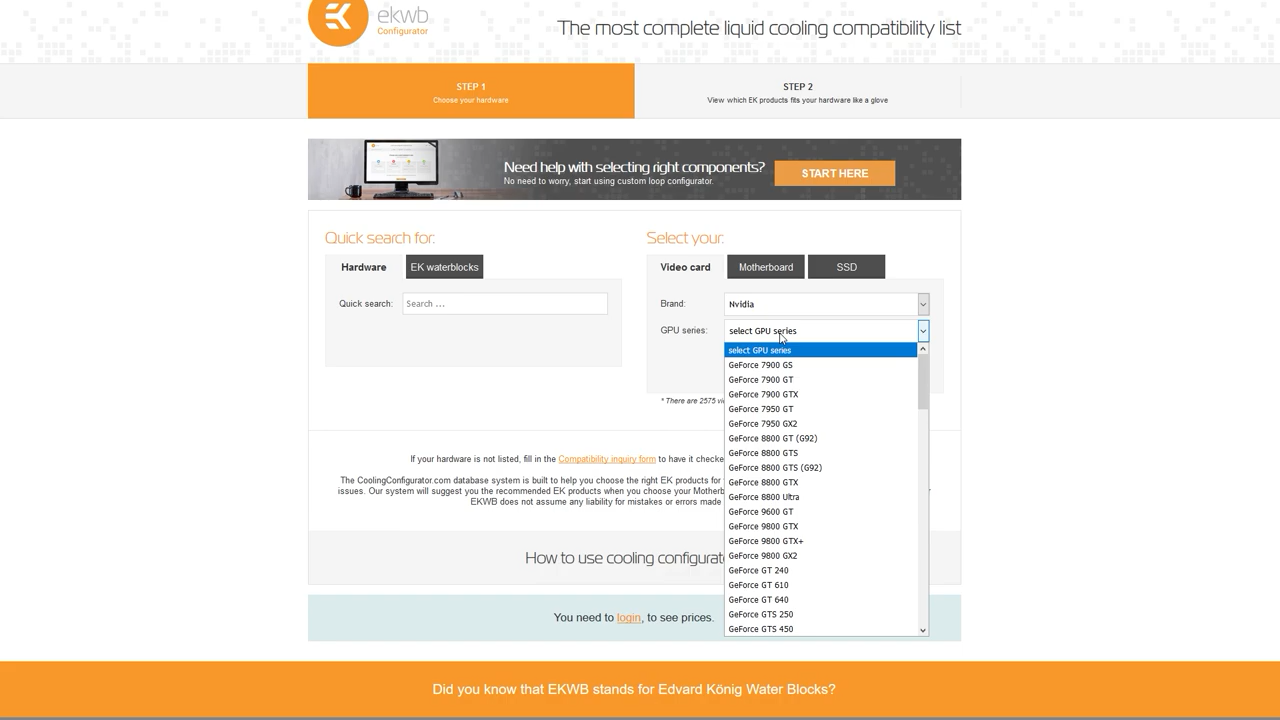 ekwb
Configurator
The most complete liquid cooling compatibility list
STEP 1
Choose your hardware
STEP 2
View which EK products fits your hardware like a glove
Need help with selecting right components?
No need to worry, start using custom loop configurator.
START HERE
Quick search for:
Hardware
EK waterblocks
Quick search:
Search ...
Select your:
Video card
Motherboard
SSD
Brand:
Nvidia
GPU series:
select GPU series
select GPU series
GeForce 7900 GS
GeForce 7900 GT
GeForce 7900 GTX
GeForce 7950 GT
GeForce 7950 GX2
GeForce 8800 GT (G92)
GeForce 8800 GTS
GeForce 8800 GTS (G92)
GeForce 8800 GTX
GeForce 8800 Ultra
GeForce 9600 GT
GeForce 9800 GTX
GeForce 9800 GTX+
GeForce 9800 GX2
GeForce GT 240
GeForce GT 610
GeForce GT 640
GeForce GTS 250
GeForce GTS 450
* There are 2575 vi
If your hardware is not listed, fill in the Compatibility inquiry form to have it checke
The CoolingConfigurator.com database system is built to help you choose the right EK products for
issues. Our system will suggest you the recommended EK products when you choose your Motherb
EKWB does not assume any liability for mistakes or errors made
How to use cooling configurat
You need to login, to see prices.
Did you know that EKWB stands for Edvard König Water Blocks?